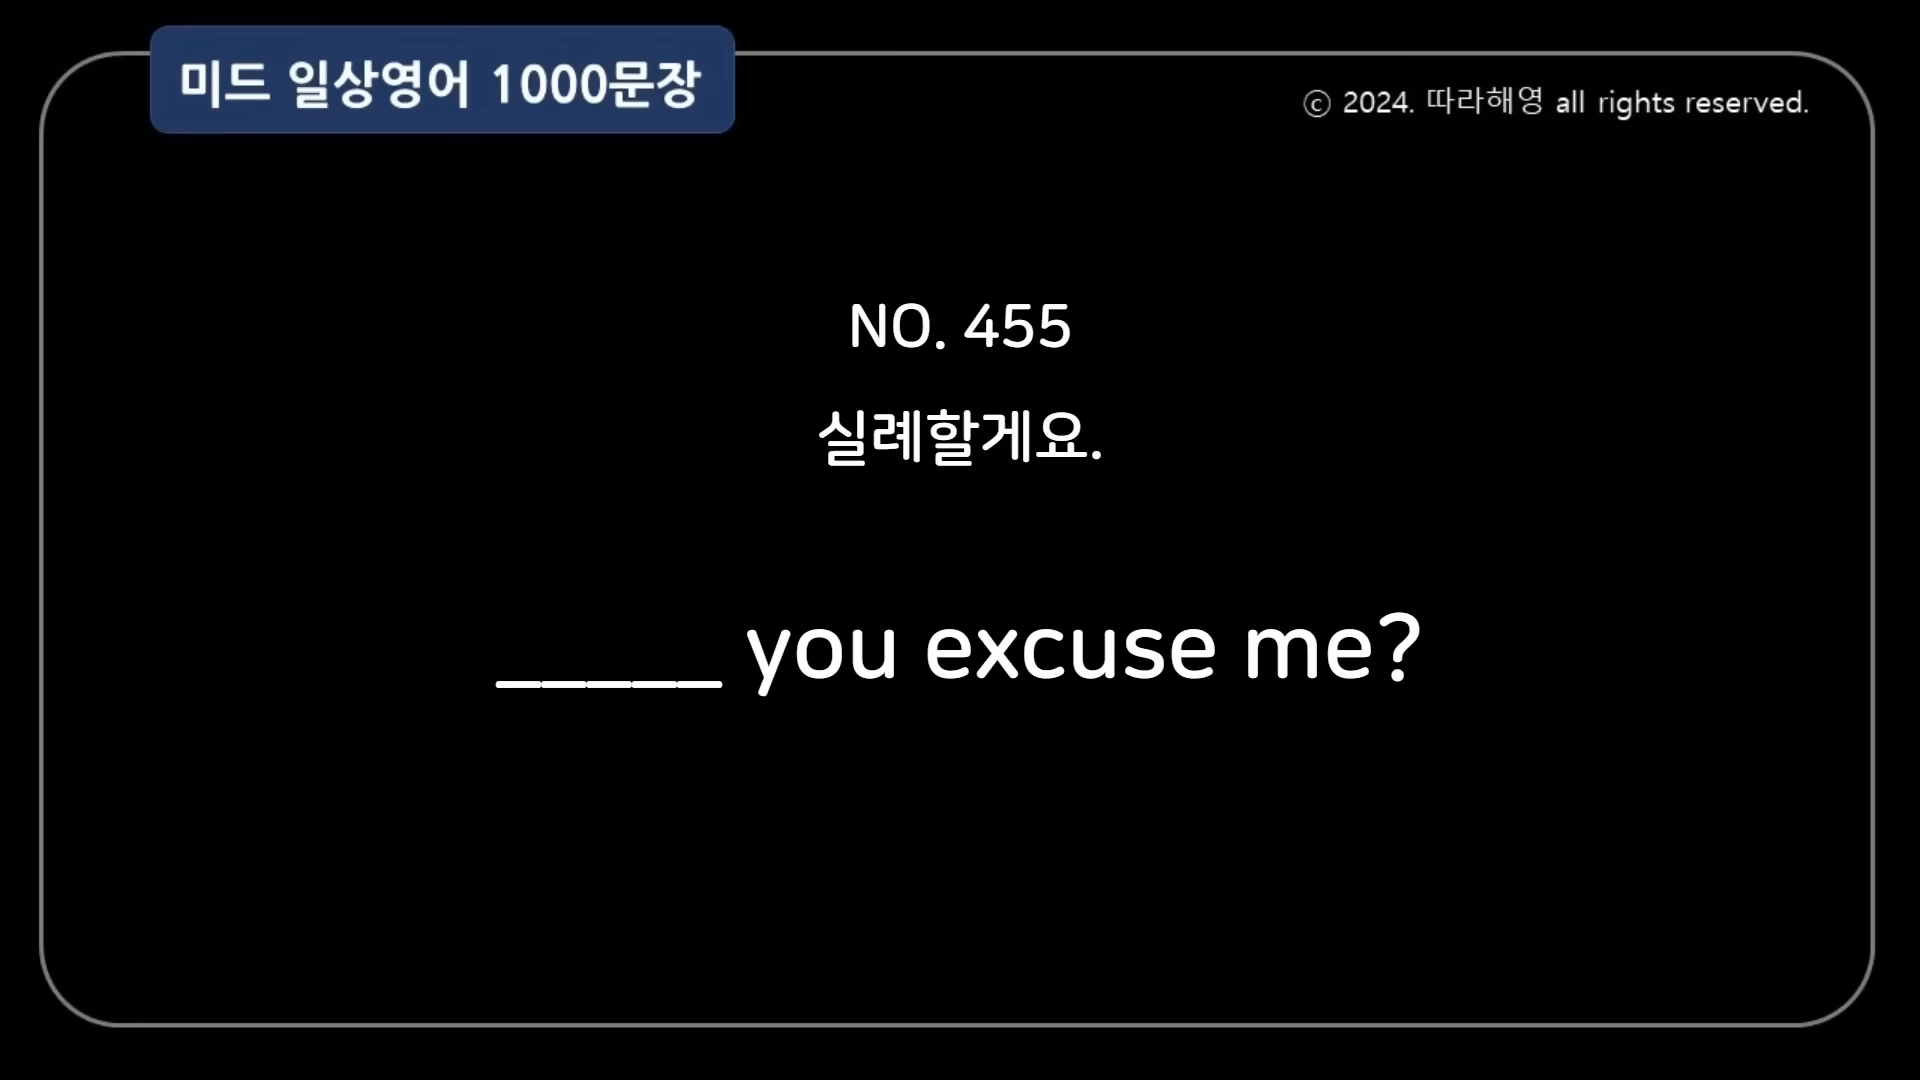 미드 일상영어 1000문장
ⓒ 2024. 따라해영 all rights reserved.
NO. 455
실례할게요.
_____ you excuse me?